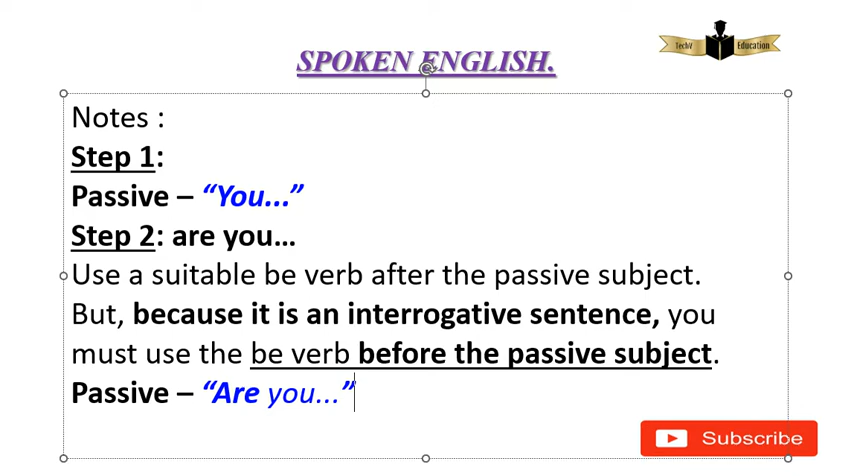 TechV Education
SPOKEN ENGLISH.
Notes :
Step 1:
Passive – “You...”
Step 2: are you…
Use a suitable be verb after the passive subject.
But, because it is an interrogative sentence, you
must use the be verb before the passive subject.
Passive – “Are you...”
Subscribe